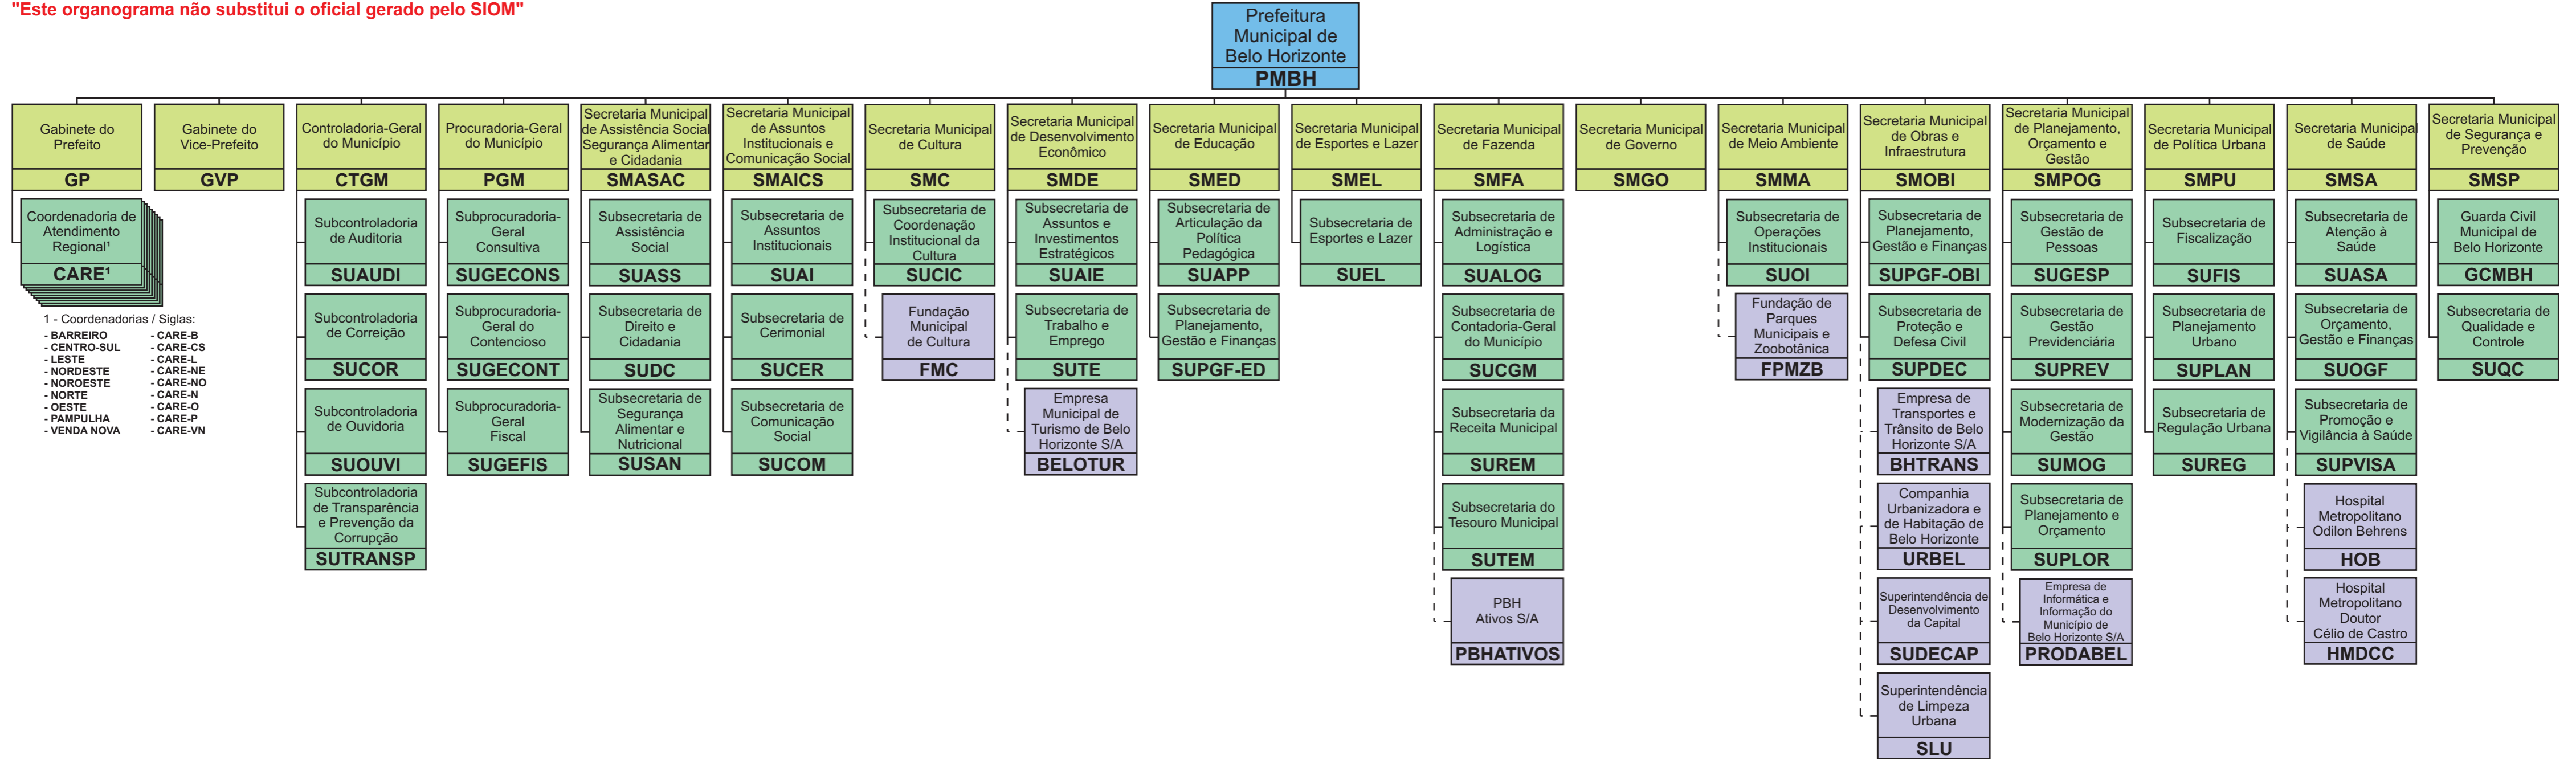 "Este organograma não substitui o oficial gerado pelo SIOM"
Prefeitura
Municipal de
Belo Horizonte
PMBH
Gabinete do
Prefeito
GP
Coordenadoria de
Atendimento
Regional¹
CARE¹
1 - Coordenadorias / Siglas:
- BARREIRO - CARE-B
- CENTRO-SUL - CARE-CS
- LESTE - CARE-L
- NORDESTE - CARE-NE
- NOROESTE - CARE-NO
- NORTE - CARE-N
- OESTE - CARE-O
- PAMPULHA - CARE-P
- VENDA NOVA - CARE-VN
Gabinete do
Vice-Prefeito
GVP
Controladoria-Geral
do Município
CTGM
Subcontroladoria
de Auditoria
SUAUDI
Subcontroladoria
de Correição
SUCOR
Subcontroladoria
de Ouvidoria
SUOUVI
Subcontroladoria
de Transparência
e Prevenção da
Corrupção
SUTRANSP
Procuradoria-Geral
do Município
PGM
Subprocuradoria-
Geral
Consultiva
SUGECONS
Subprocuradoria-
Geral do
Contencioso
SUGECONT
Subprocuradoria-
Geral
Fiscal
SUGEFIS
Secretaria Municipal
de Assistência Social
Segurança Alimentar
e Cidadania
SMASAC
Subsecretaria de
Assistência
Social
SUASS
Subsecretaria de
Direito e
Cidadania
SUDC
Subsecretaria de
Segurança
Alimentar e
Nutricional
SUSAN
Secretaria Municipal
de Assuntos
Institucionais e
Comunicação Social
SMAICS
Subsecretaria de
Assuntos
Institucionais
SUAI
Subsecretaria de
Cerimonial
SUCER
Subsecretaria de
Comunicação
Social
SUCOM
Secretaria Municipal
de Cultura
SMC
Subsecretaria de
Coordenação
Institucional da
Cultura
SUCIC
Fundação
Municipal
de Cultura
FMC
Secretaria Municipal
de Desenvolvimento
Econômico
SMDE
Subsecretaria de
Assuntos e
Investimentos
Estratégicos
SUAIE
Subsecretaria de
Trabalho e
Emprego
SUTE
Empresa
Municipal de
Turismo de Belo
Horizonte S/A
BELOTUR
Secretaria Municipal
de Educação
SMED
Subsecretaria de
Articulação da
Política
Pedagógica
SUAPP
Subsecretaria de
Planejamento,
Gestão e Finanças
SUPGF-ED
Secretaria Municipal
de Esportes e Lazer
SMEL
Subsecretaria de
Esportes e Lazer
SUEL
Secretaria Municipal
de Fazenda
SMFA
Subsecretaria de
Administração e
Logística
SUALOG
Subsecretaria de
Contadoria-Geral
do Município
SUCGM
Subsecretaria da
Receita Municipal
SUREM
Subsecretaria do
Tesouro Municipal
SUTEM
PBH
Ativos S/A
PBHATIVOS
Secretaria Municipal
de Governo
SMGO
Secretaria Municipal
de Meio Ambiente
SMMA
Subsecretaria de
Operações
Institucionais
SUOI
Fundação de
Parques
Municipais e
Zoobotânica
FPMZB
Secretaria Municipal
de Obras e
Infraestrutura
SMOBI
Subsecretaria de
Planejamento,
Gestão e Finanças
SUPGF-OBI
Subsecretaria de
Proteção e
Defesa Civil
SUPDEC
Empresa de
Transportes e
Trânsito de Belo
Horizonte S/A
BHTRANS
Companhia
Urbanizadora e
de Habitação de
Belo Horizonte
URBEL
Superintendência de
Desenvolvimento
da Capital
SUDECAP
Superintendência
de Limpeza
Urbana
SLU
Secretaria Municipal
de Planejamento,
Orçamento e
Gestão
SMPOG
Subsecretaria de
Gestão de
Pessoas
SUGESP
Subsecretaria de
Gestão
Previdenciária
SUPREV
Subsecretaria de
Modernização da
Gestão
SUMOG
Subsecretaria de
Planejamento e
Orçamento
SUPLOR
Empresa de
Informática e
Informação do
Município de
Belo Horizonte S/A
PRODABEL
Secretaria Municipal
de Política Urbana
SMPU
Subsecretaria de
Fiscalização
SUFIS
Subsecretaria de
Planejamento
Urbano
SUPLAN
Subsecretaria de
Regulação Urbana
SUREG
Secretaria Municipal
de Saúde
SMSA
Subsecretaria de
Atenção à
Saúde
SUASA
Subsecretaria de
Orçamento,
Gestão e Finanças
SUOGF
Subsecretaria de
Promoção e
Vigilância à Saúde
SUPVISA
Hospital
Metropolitano
Odilon Behrens
HOB
Hospital
Metropolitano
Doutor
Célio de Castro
HMDCC
Secretaria Municipal
de Segurança e
Prevenção
SMSP
Guarda Civil
Municipal de
Belo Horizonte
GCMBH
Subsecretaria de
Qualidade e
Controle
SUQC